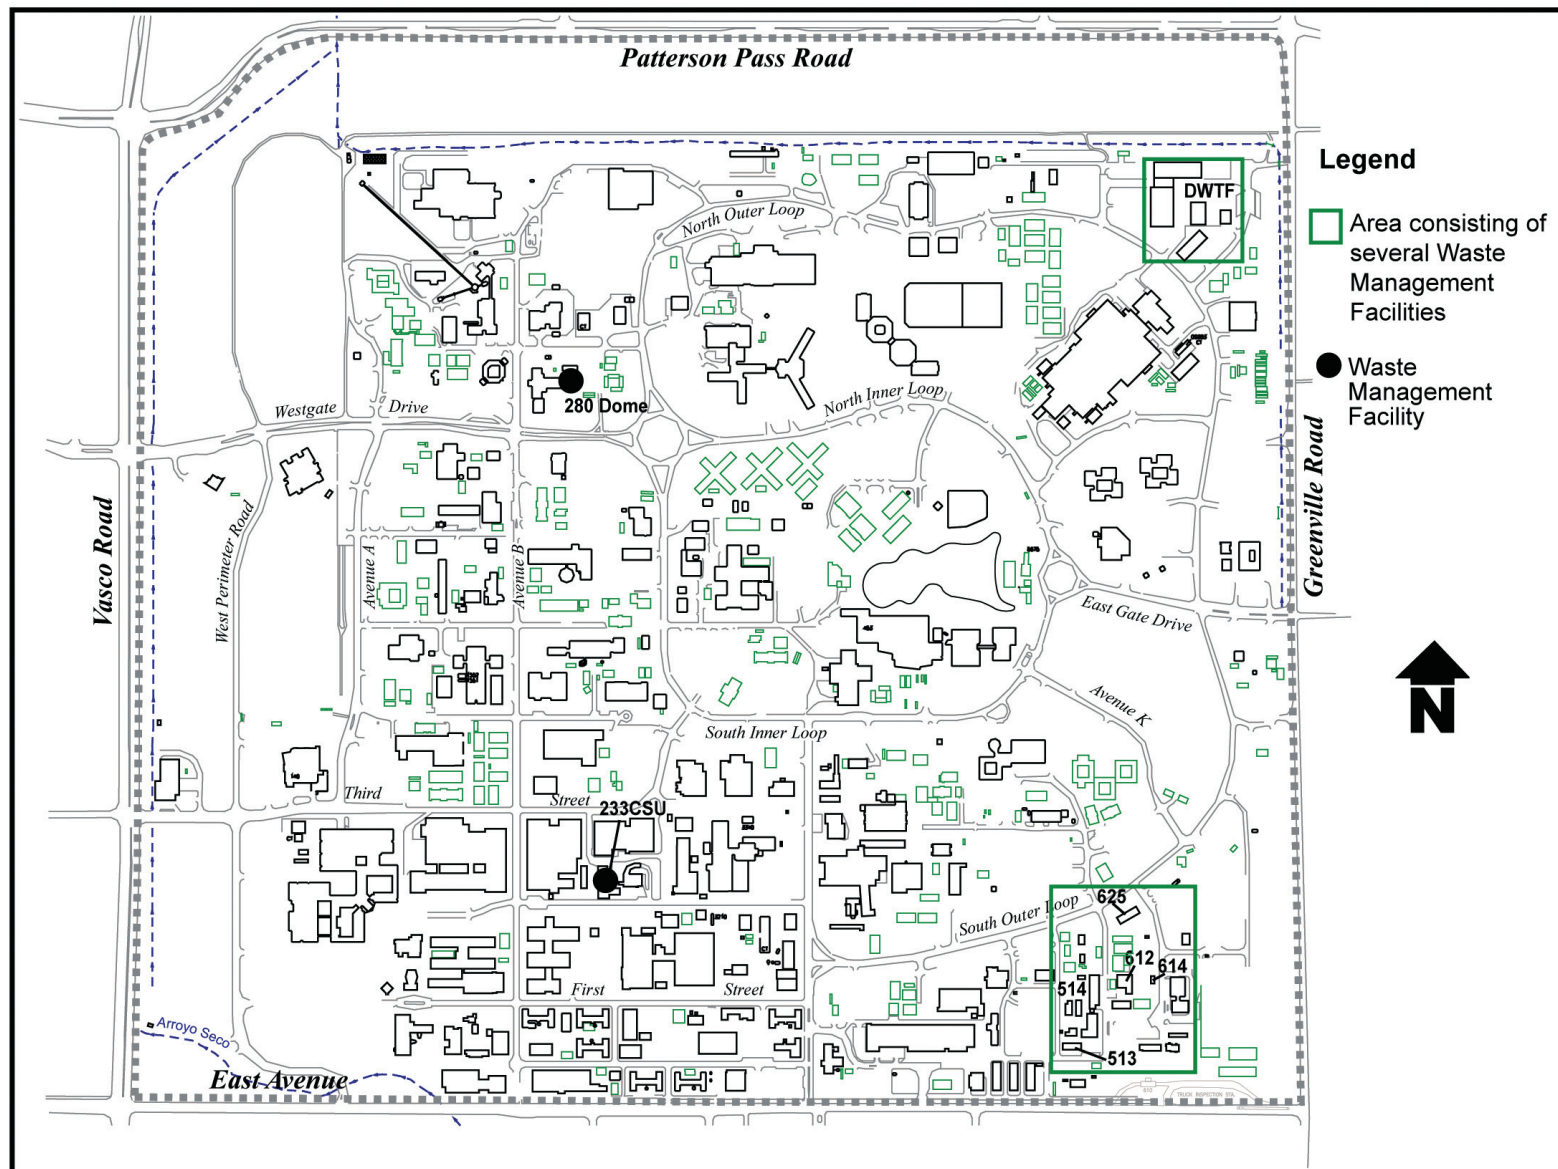 Patterson Pass Road
Legend
DWTF
Area consisting of
several Waste
Management
Facilities
North Outer Loop
Waste
Management
Facility
280 Dome
North Inner Loop
Westgate Drive
Greenville Road
Vasco Road
West Perimeter Road
Avenue A
Avenue B
East Gate Drive
Avenue K
N
South Inner Loop
Third Street
233CSU
625
South Outer Loop
612
614
514
First Street
513
Arroyo Seco
East Avenue
TRUCK INSPECTION STA.